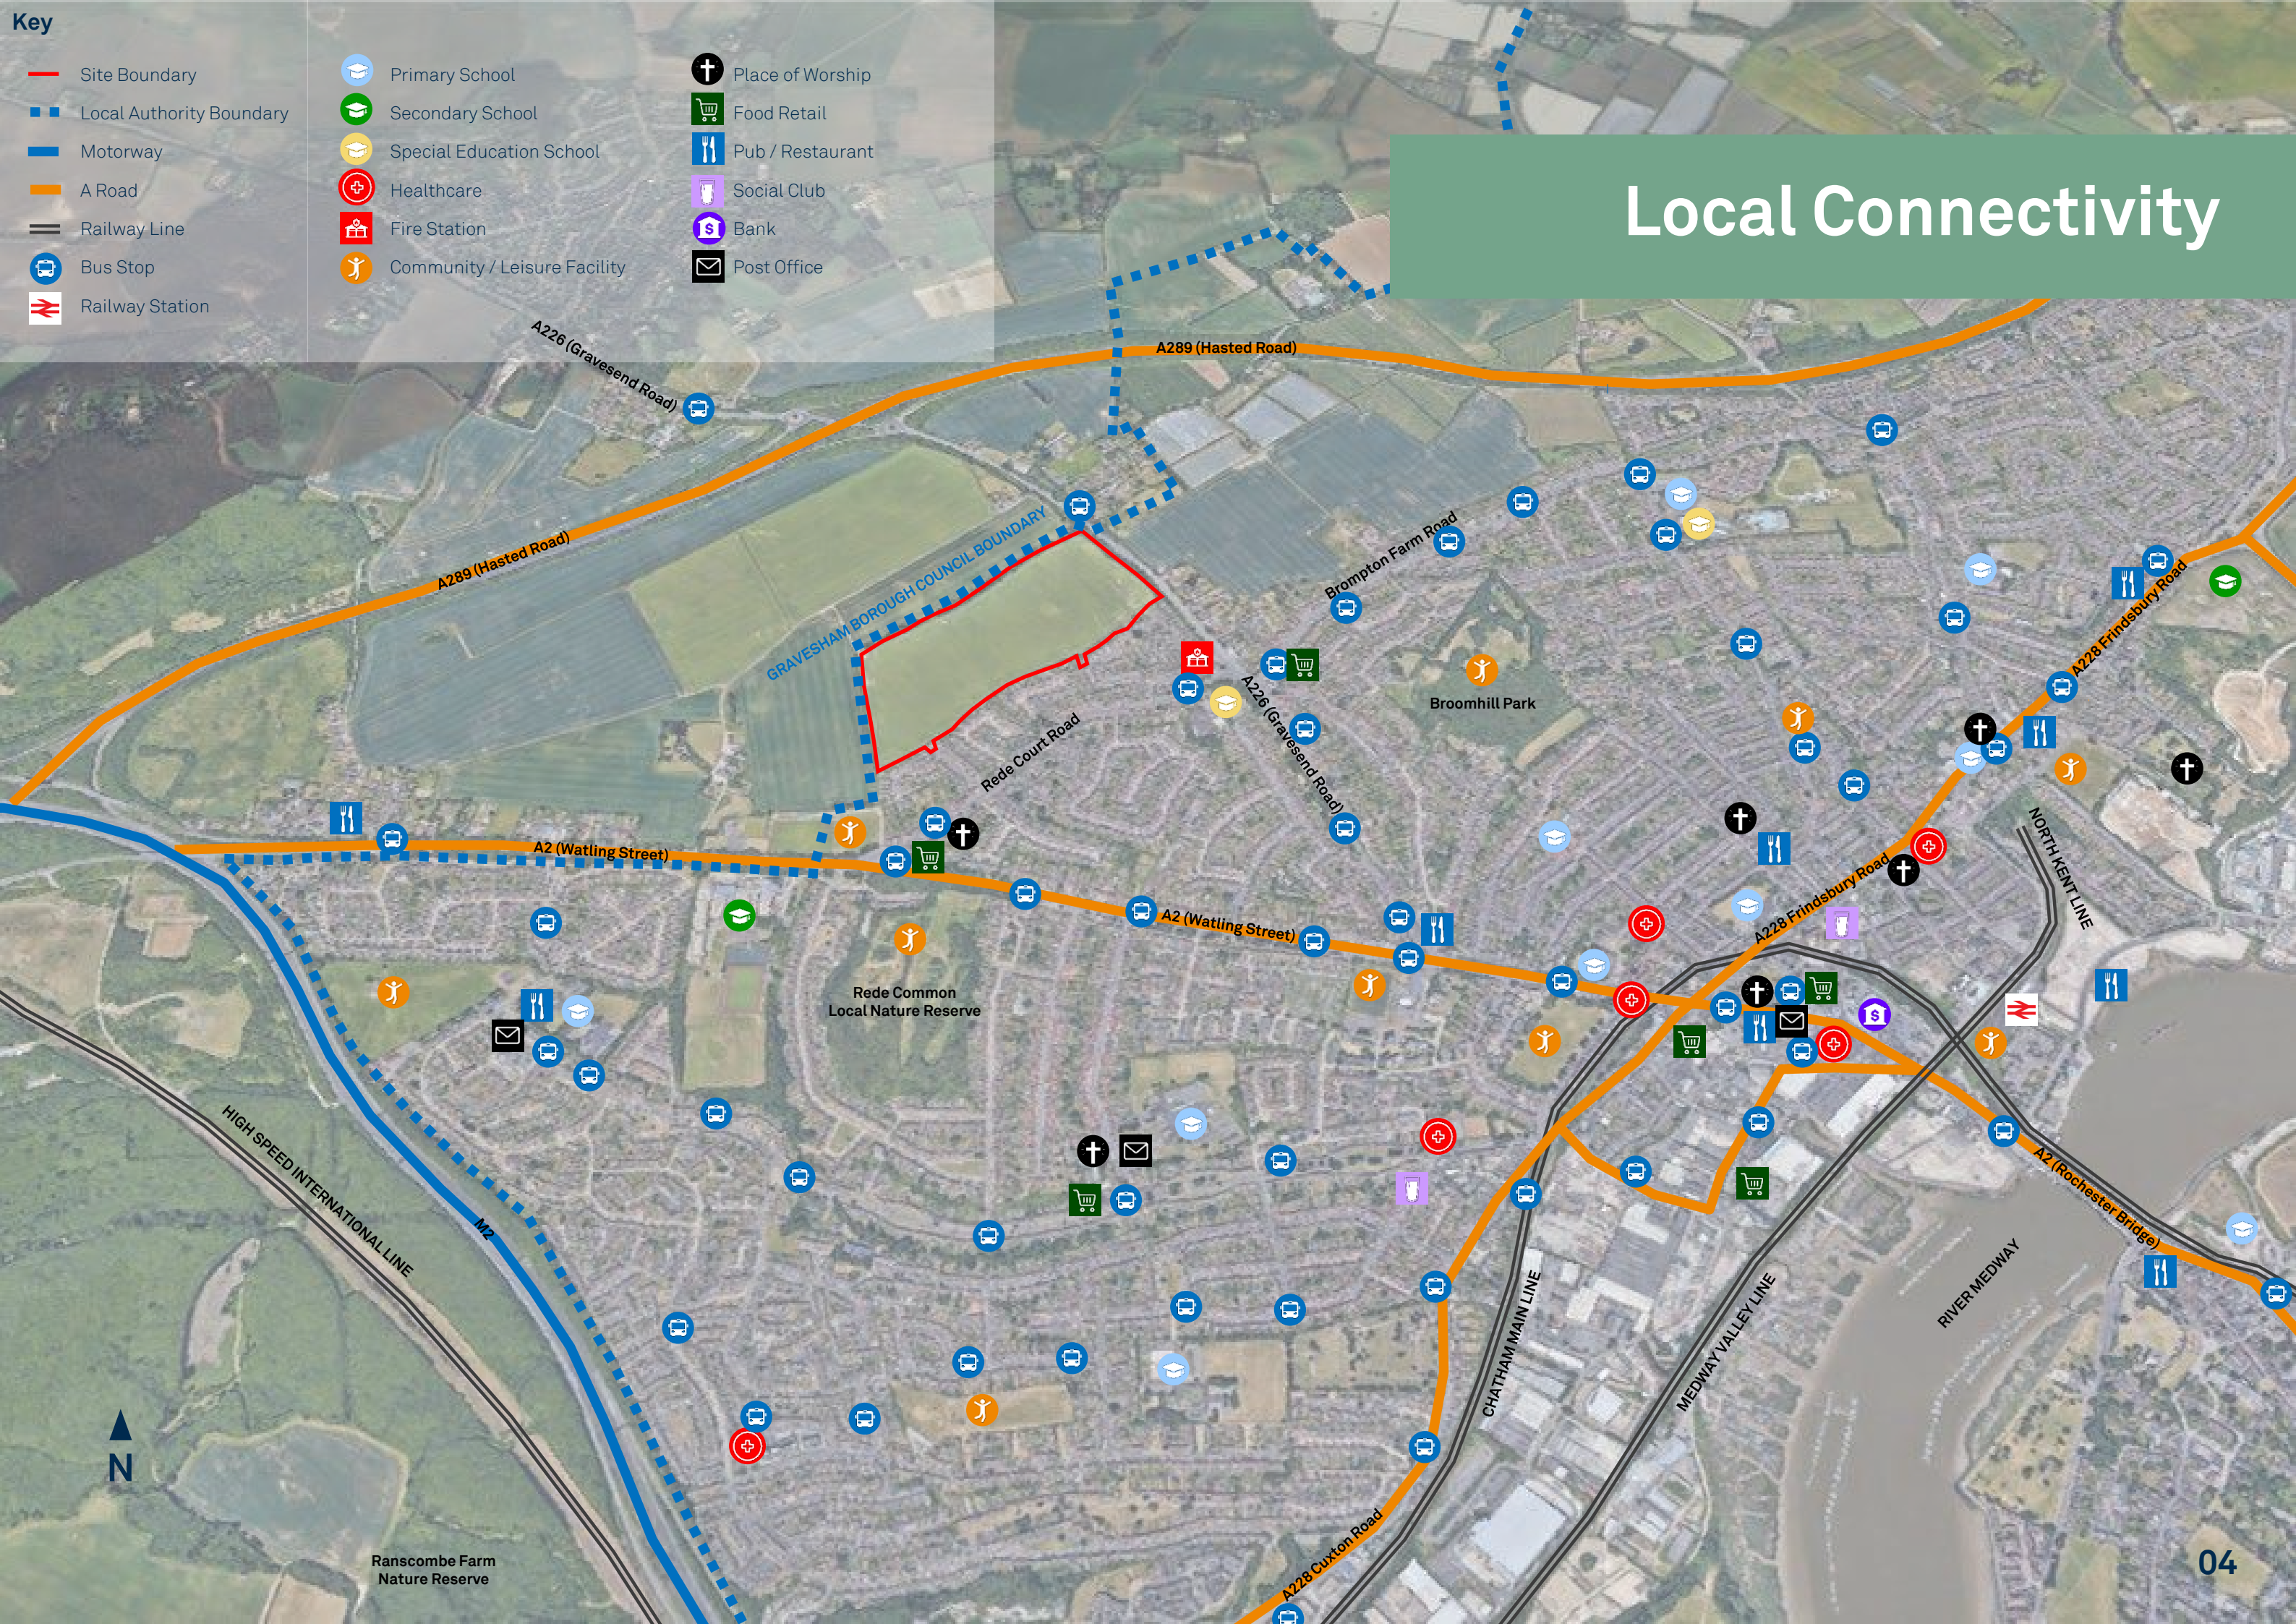 Key
Site Boundary
Local Authority Boundary
Motorway
A Road
Railway Line
Bus Stop
Railway Station
Primary School
Secondary School
Special Education School
Healthcare
Fire Station
Community / Leisure Facility
Place of Worship
Food Retail
Pub / Restaurant
Social Club
Bank
Post Office
Local Connectivity
A226 (Gravesend Road)
A289 (Hasted Road)
A289 (Hasted Road)
GRAVESHAM BOROUGH COUNCIL BOUNDARY
Brompton Farm Road
A228 Frindsbury Road
A226 (Gravesend Road)
Broomhill Park
Rede Court Road
A2 (Watling Street)
A2 (Watling Street)
A228 Frindsbury Road
NORTH KENT LINE
Rede Common
Local Nature Reserve
HIGH SPEED INTERNATIONAL LINE
M2
A2 (Rochester Bridge)
RIVER MEDWAY
CHATHAM MAIN LINE
MEDWAY VALLEY LINE
N
A228 Cuxton Road
Ranscombe Farm
Nature Reserve
04